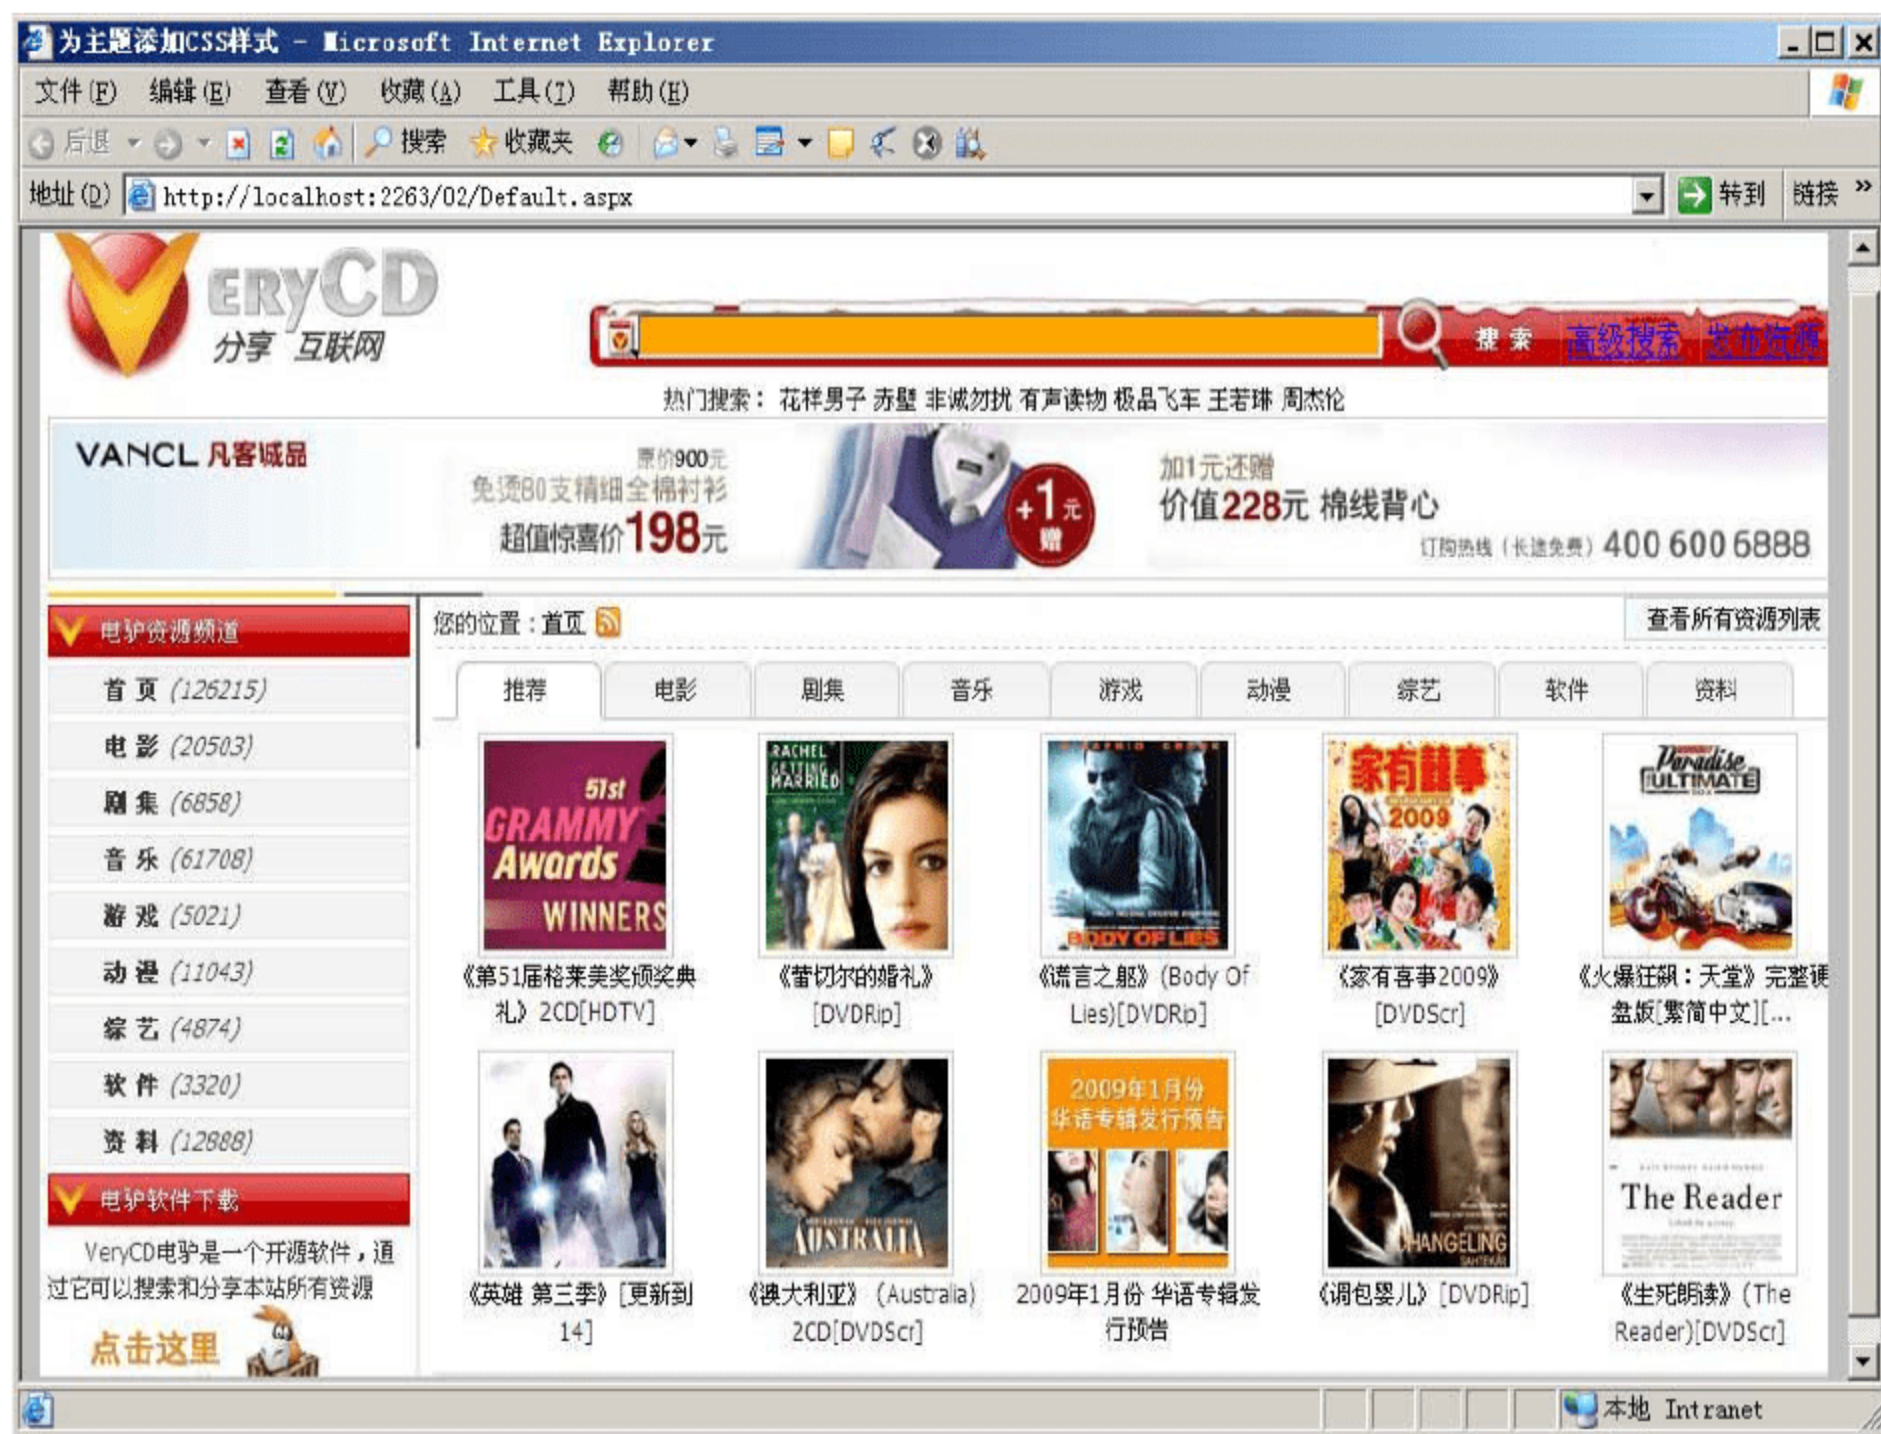 为主题添加CSS样式 - Microsoft Internet Explorer
文件(F) 编辑(E) 查看(V) 收藏(A) 工具(T) 帮助(H)
后退 搜索 收藏夹
地址(D) http://localhost:2263/02/Default.aspx 转到 链接 »
VERYCD
分享 互联网
搜索 高级搜索 发布资源
热门搜索: 花样男子 赤壁 非诚勿扰 有声读物 极品飞车 王若琳 周杰伦
VANCL 凡客诚品
原价900元
免烫80支精细全棉衬衫
超值惊喜价198元
+1元
赠
加1元还赠
价值228元 棉线背心
订购热线(长途免费) 400 600 6888
电驴资源频道
首页 (126215)
电影 (20503)
剧集 (6858)
音乐 (61708)
游戏 (5021)
动漫 (11043)
综艺 (4874)
软件 (3320)
资料 (12888)
电驴软件下载
VeryCD电驴是一个开源软件,通
过它可以搜索和分享本站所有资源
点击这里
您的位置:首页
查看所有资源列表
推荐 电影 剧集 音乐 游戏 动漫 综艺 软件 资料
51st
GRAMMY
Awards
WINNERS
RACHEL
GETTING
MARRIED
BODY OF LIES
家有囍事
2009
Paradise
ULTIMATE
《第51届格莱美奖颁奖典
礼》2CD[HDTV]
《蕾切尔的婚礼》
[DVDRip]
《谎言之躯》(Body Of
Lies)[DVDRip]
《家有喜事2009》
[DVDScr]
《火爆狂飙:天堂》完整硬
盘版[繁简中文][...
AUSTRALIA
2009年1月份
华语专辑发行预告
CHANGELING
The Reader
《英雄 第三季》[更新到
14]
《澳大利亚》(Australia)
2CD[DVDScr]
2009年1月份 华语专辑发
行预告
《调包婴儿》[DVDRip]
《生死朗读》(The
Reader)[DVDScr]
本地 Intranet